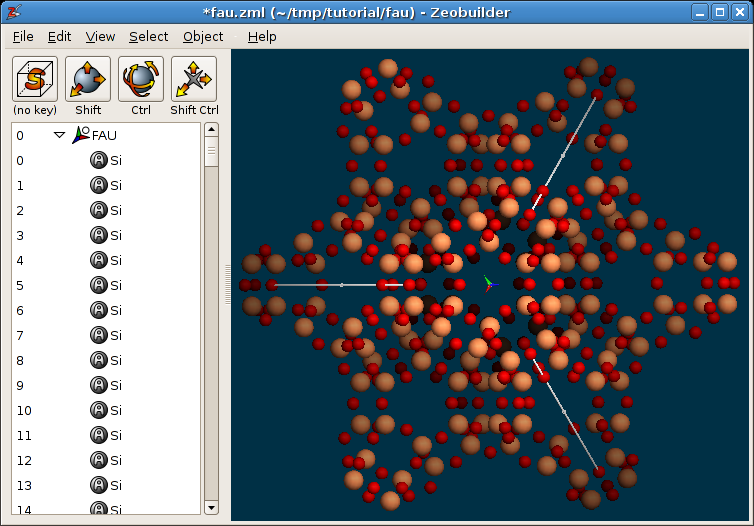 *fau.zml (~/tmp/tutorial/fau) - Zeobuilder
File Edit View Select Object Help
(no key) Shift Ctrl Shift Ctrl
0 FAU
0 Si
1 Si
2 Si
3 Si
4 Si
5 Si
6 Si
7 Si
8 Si
9 Si
10 Si
11 Si
12 Si
13 Si
14 Si